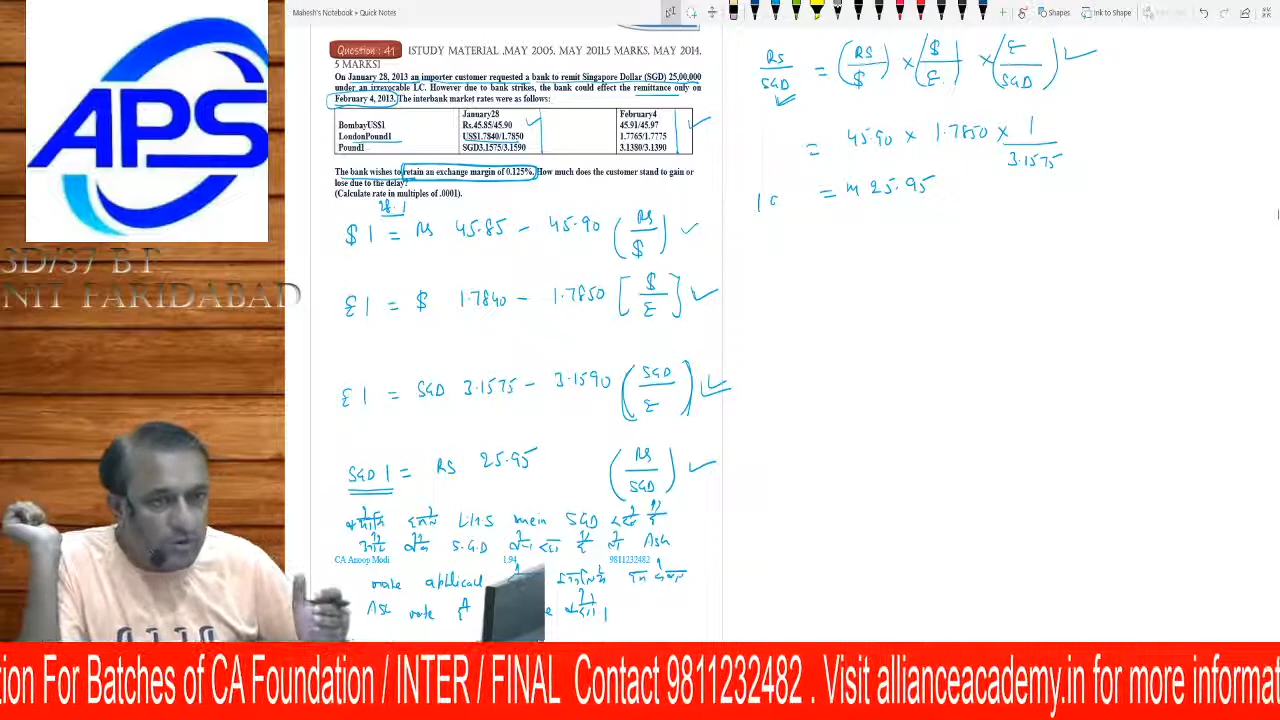 Mahesh's Notebook » Quick Notes
Shapes
Ink to Shape
APS
3D/37 B.P.
NIT FARIDABAD
Question : 41
[STUDY MATERIAL ,MAY 2005, MAY 2011,5 MARKS, MAY 2014,
5 MARKS]
On January 28, 2013 an importer customer requested a bank to remit Singapore Dollar (SGD) 25,00,000
under an irrevocable LC. However due to bank strikes, the bank could effect the remittance only on
February 4, 2013. The interbank market rates were as follows:
January28 February4
BombayUS$1 Rs.45.85/45.90 45.91/45.97
LondonPound1 US$1.7840/1.7850 1.7765/1.7775
Pound1 SGD3.1575/3.1590 3.1380/3.1390
The bank wishes to retain an exchange margin of 0.125%. How much does the customer stand to gain or
lose due to the delay?
(Calculate rate in multiples of .0001).
28.1
$ 1 = Rs 45.85 – 45.90 (Rs/$)
£ 1 = $ 1.7840 – 1.7850 [$/£]
£ 1 = SGD 3.1575 – 3.1590 (SGD/£)
SGD 1 = Rs 25.95 (Rs/SGD)
LHS mein SGD
S.G.D Ask
CA Anoop Modi 1.94 9811232482
rate
Ask rate
Rs/SGD = (Rs/$) × ($/£) × (£/SGD)
= 45.90 × 1.7850 × 1/3.1575
= 25.95
tion For Batches of CA Foundation / INTER / FINAL Contact 9811232482 . Visit allianceacademy.in for more informat